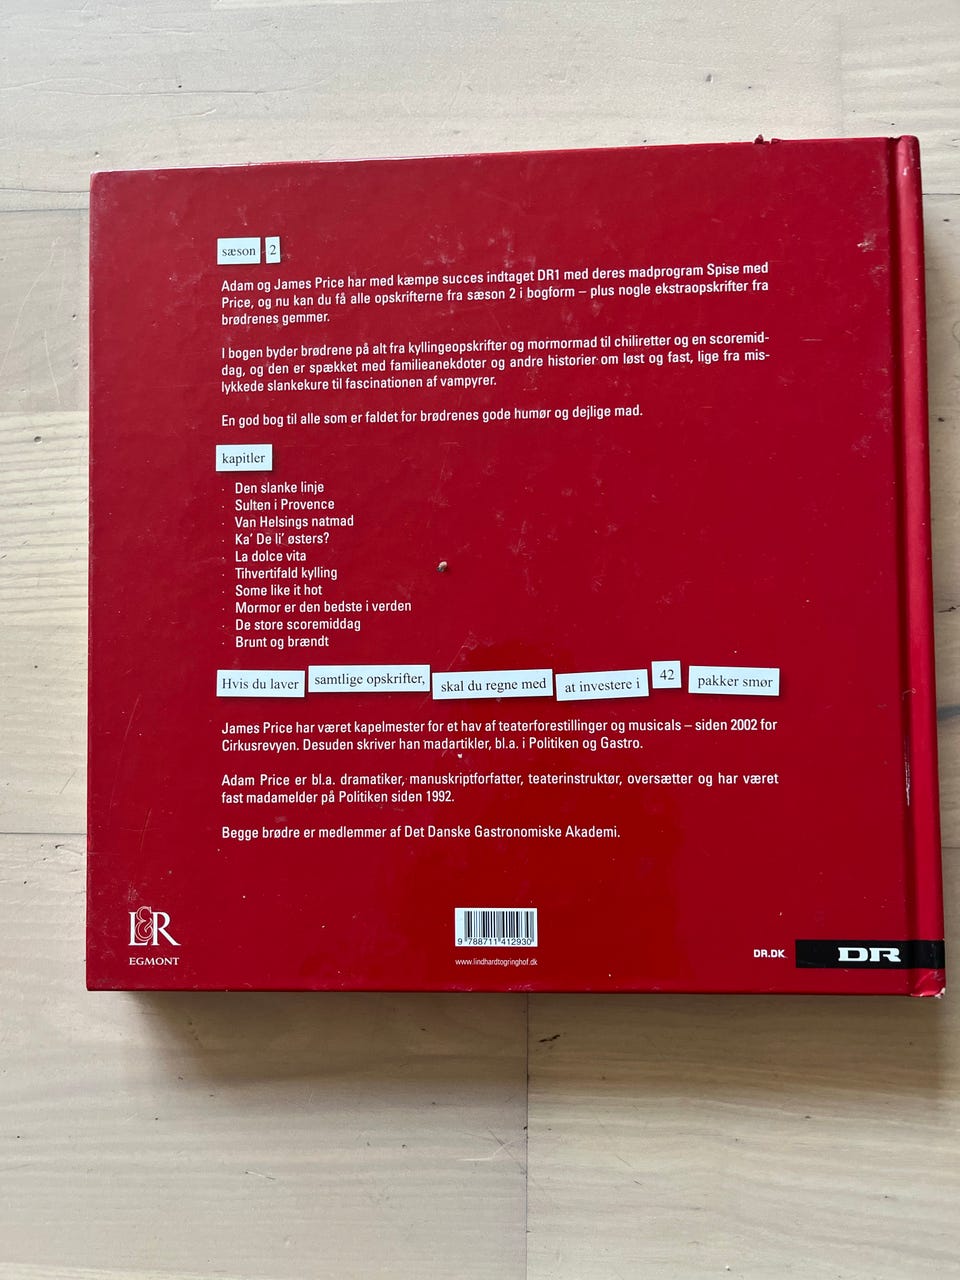 sæson 2
Adam og James Price har med kæmpe succes indtaget DR1 med deres madprogram Spise med
Price, og nu kan du få alle opskrifterne fra sæson 2 i bogform – plus nogle ekstraopskrifter fra
brødrenes gemmer.
I bogen byder brødrene på alt fra kyllingeopskrifter og mormormad til chiliretter og en scoremid-
dag, og den er spækket med familieanekdoter og andre historier om løst og fast, lige fra mis-
lykkede slankekure til fascinationen af vampyrer.
En god bog til alle som er faldet for brødrenes gode humør og dejlige mad.
kapitler
· Den slanke linje
· Sulten i Provence
· Van Helsings natmad
· Ka' De li' østers?
· La dolce vita
· Tihvertifald kylling
· Some like it hot
· Mormor er den bedste i verden
· De store scoremiddag
· Brunt og brændt
Hvis du laver samtlige opskrifter, skal du regne med at investere i 42 pakker smør
James Price har været kapelmester for et hav af teaterforestillinger og musicals – siden 2002 for
Cirkusrevyen. Desuden skriver han madartikler, bl.a. i Politiken og Gastro.
Adam Price er bl.a. dramatiker, manuskriptforfatter, teaterinstruktør, oversætter og har været
fast madamelder på Politiken siden 1992.
Begge brødre er medlemmer af Det Danske Gastronomiske Akademi.
L&R
EGMONT
9 788711 412930
www.lindhardtogringhof.dk
DR.DK
DR